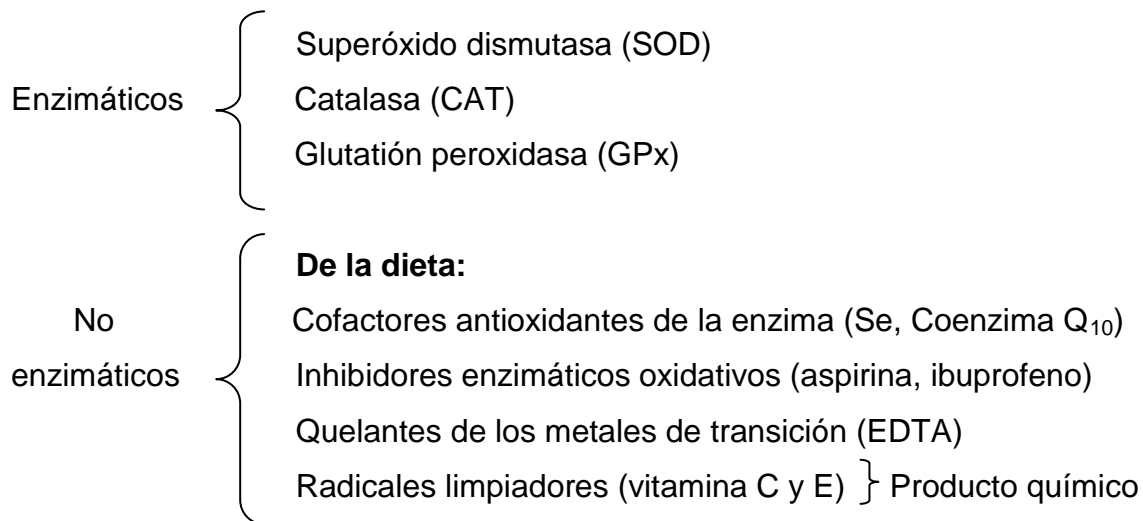 Superóxido dismutasa (SOD)
Enzimáticos Catalasa (CAT)
Glutatión peroxidasa (GPx)
De la dieta:
No Cofactores antioxidantes de la enzima (Se, Coenzima Q₁₀)
enzimáticos Inhibidores enzimáticos oxidativos (aspirina, ibuprofeno)
Quelantes de los metales de transición (EDTA)
Radicales limpiadores (vitamina C y E) } Producto químico